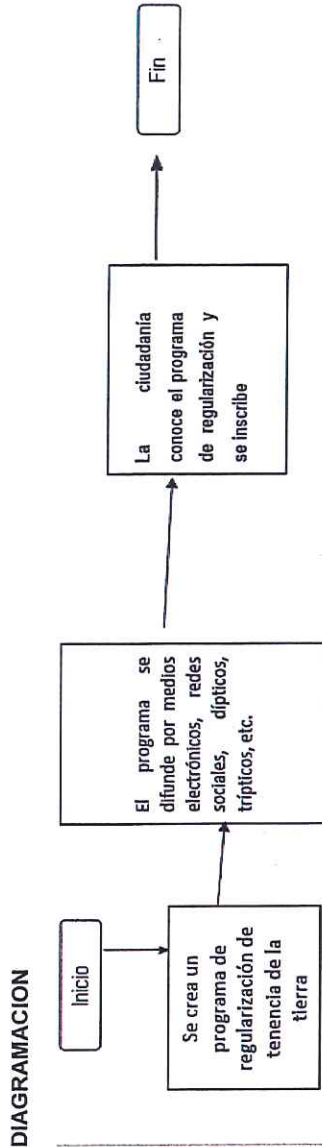 DIAGRAMACION
Inicio
Se crea un
programa de
regularización de
tenencia de la
tierra
El programa se
difunde por medios
electrónicos, redes
sociales, dípticos,
trípticos, etc.
La ciudadanía
conoce el programa
de regularización y
se inscribe
Fin